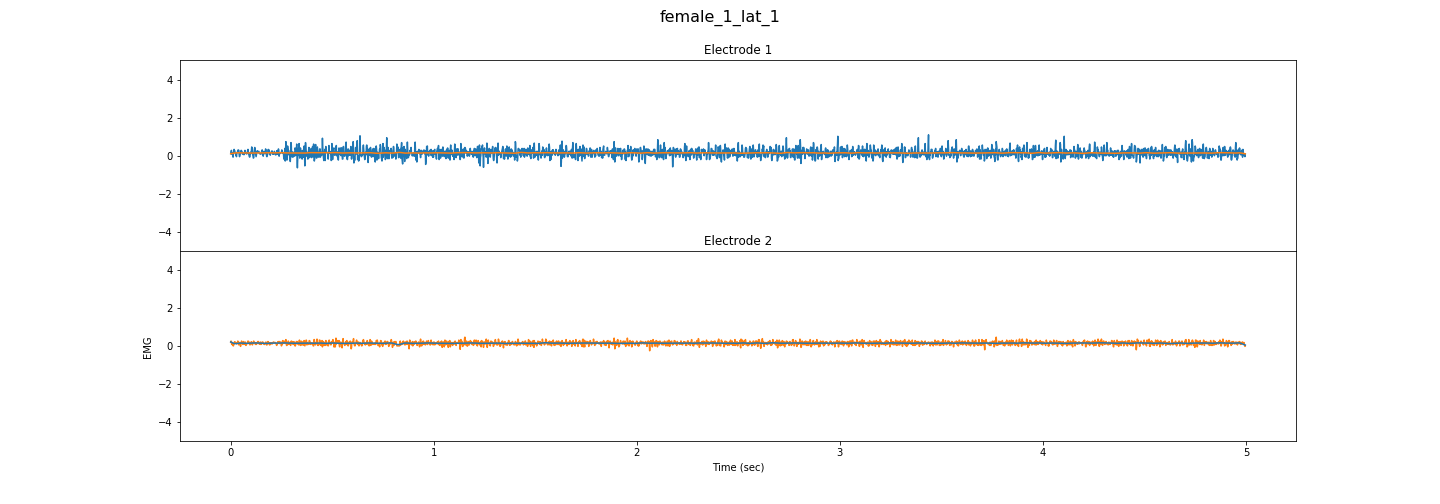 female_1_lat_1
Electrode 1
4
2
0
−2
−4
Electrode 2
4
2
0
−2
−4
EMG
0 1 2 3 4 5
Time (sec)